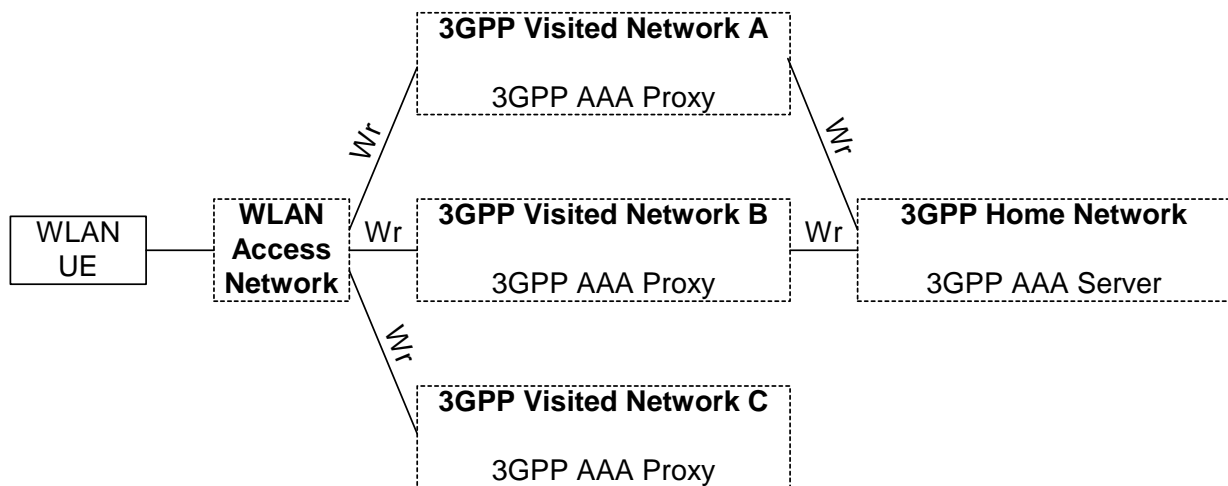 3GPP Visited Network A
3GPP AAA Proxy
Wr
Wr
WLAN
UE
WLAN
Access
Network
Wr
3GPP Visited Network B
3GPP AAA Proxy
Wr
3GPP Home Network
3GPP AAA Server
Wr
3GPP Visited Network C
3GPP AAA Proxy